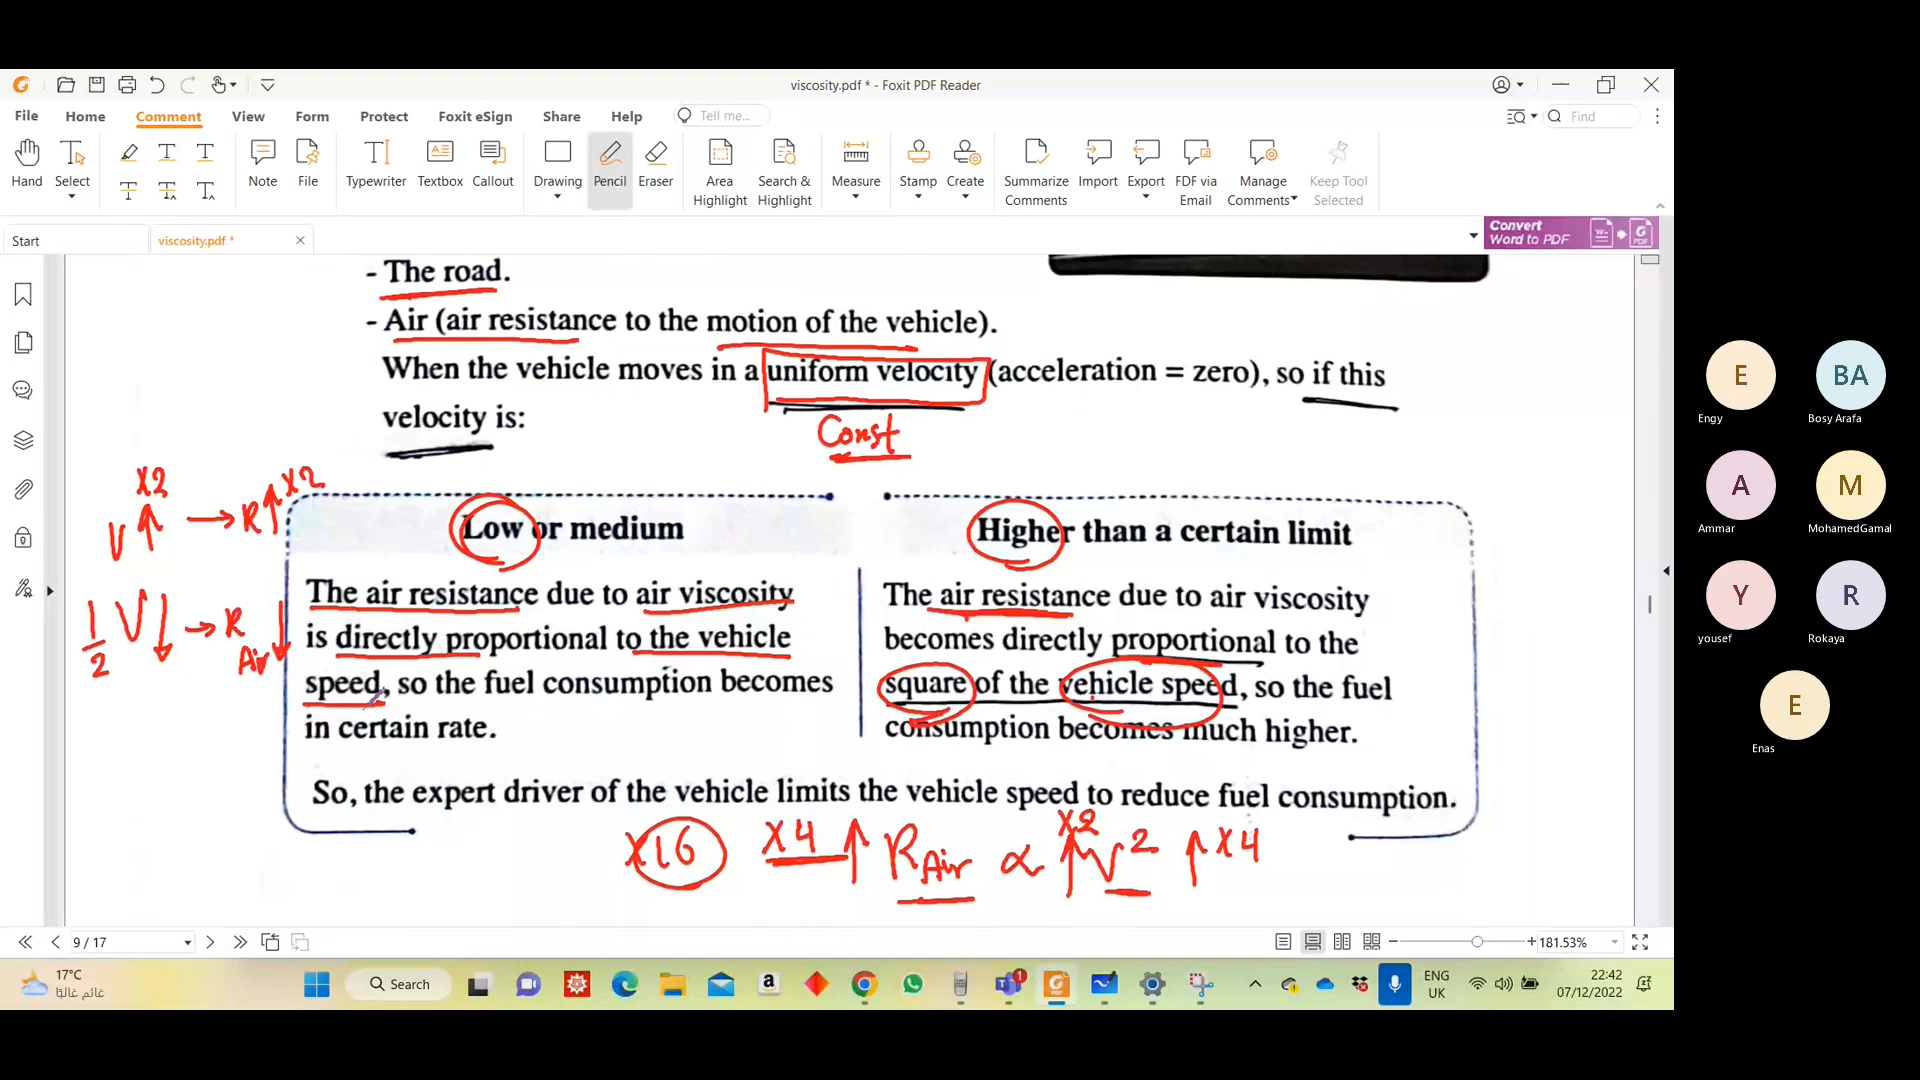 viscosity.pdf * - Foxit PDF Reader
File Home Comment View Form Protect Foxit eSign Share Help Tell me... Find
Hand Select Note File Typewriter Textbox Callout Drawing Pencil Eraser Area Highlight Search & Highlight Measure Stamp Create Summarize Comments Import Export FDF via Email Manage Comments Keep Tool Selected
Start viscosity.pdf *
Convert
Word to PDF
- The road.
- Air (air resistance to the motion of the vehicle).
When the vehicle moves in a uniform velocity (acceleration = zero), so if this
velocity is:
Const
X2 X2
V ↑ → R ↑
1/2 V ↓ → R Air ↓
Low or medium
The air resistance due to air viscosity
is directly proportional to the vehicle
speed, so the fuel consumption becomes
in certain rate.
Higher than a certain limit
The air resistance due to air viscosity
becomes directly proportional to the
square of the vehicle speed, so the fuel
consumption becomes much higher.
So, the expert driver of the vehicle limits the vehicle speed to reduce fuel consumption.
X2
X16 X4 ↑ R Air ∝ ↑ V² ↑ X4
E BA
Engy Bosy Arafa
A M
Ammar MohamedGamal
Y R
yousef Rokaya
E
Enas
9 / 17 181.53%
17°C
غائم غالبًا
Search
1
ENG
UK
22:42
07/12/2022